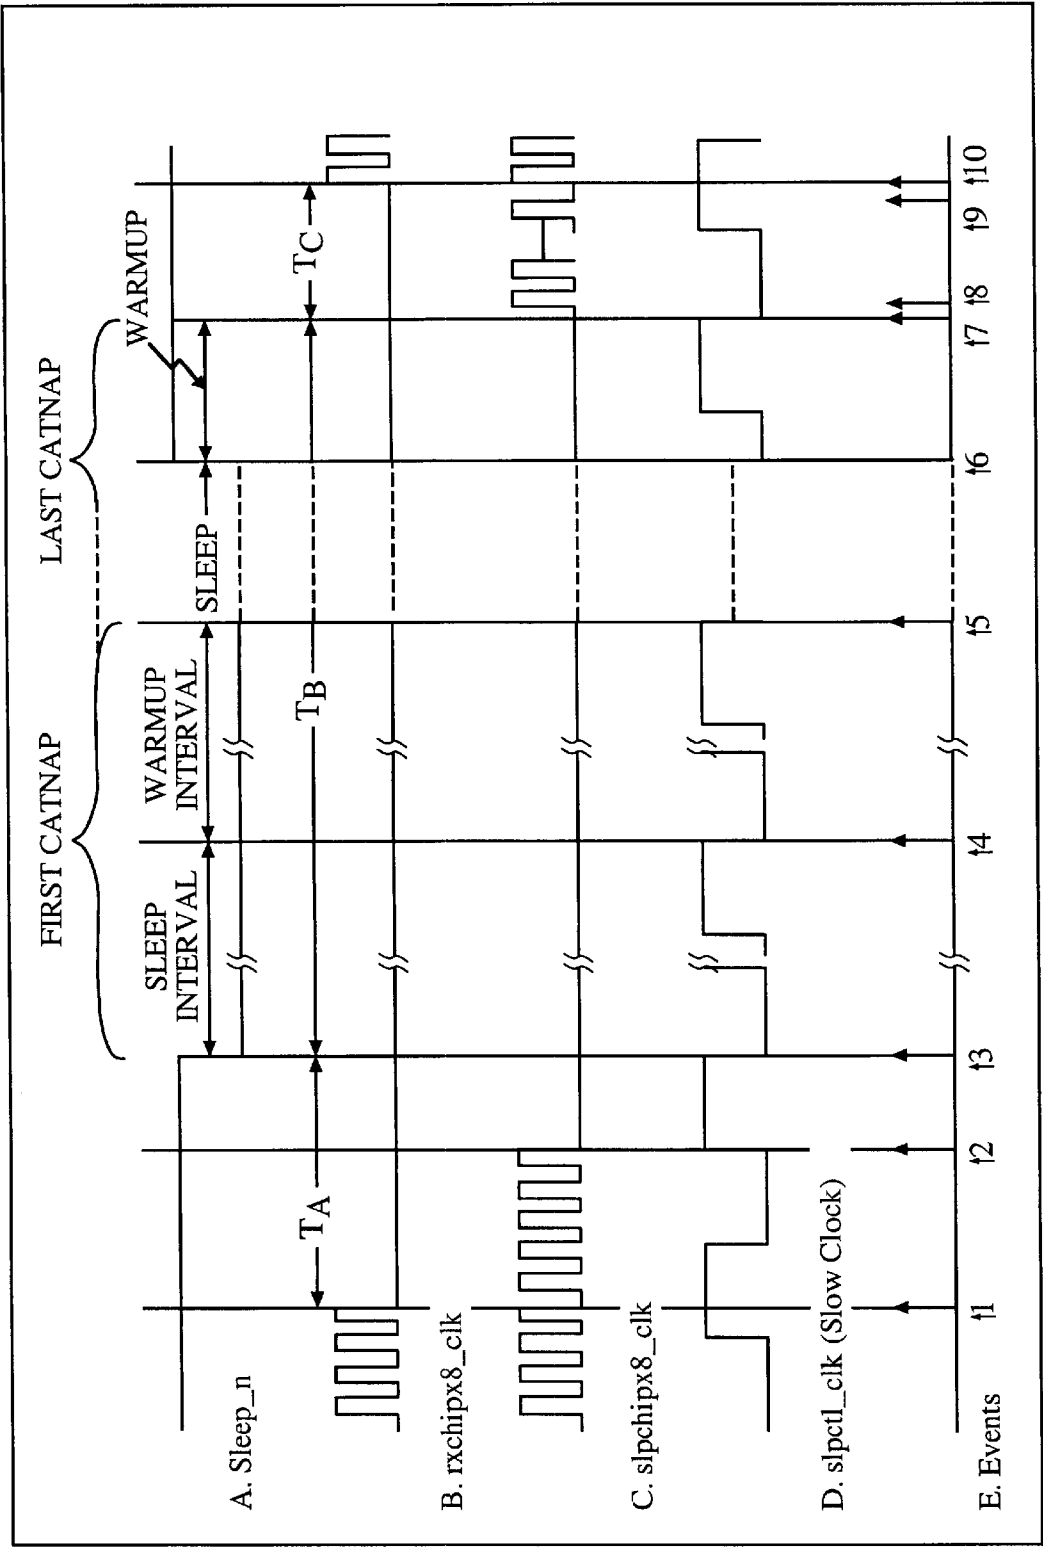 FIRST CATNAP
LAST CATNAP
SLEEP
INTERVAL
WARMUP
INTERVAL
SLEEP
WARMUP
TA
TB
TC
A. Sleep_n
B. rxchipx8_clk
C. slpchipx8_clk
D. slpctl_clk (Slow Clock)
E. Events
t1
t2
t3
t4
t5
t6
t7
t8
t9
t10